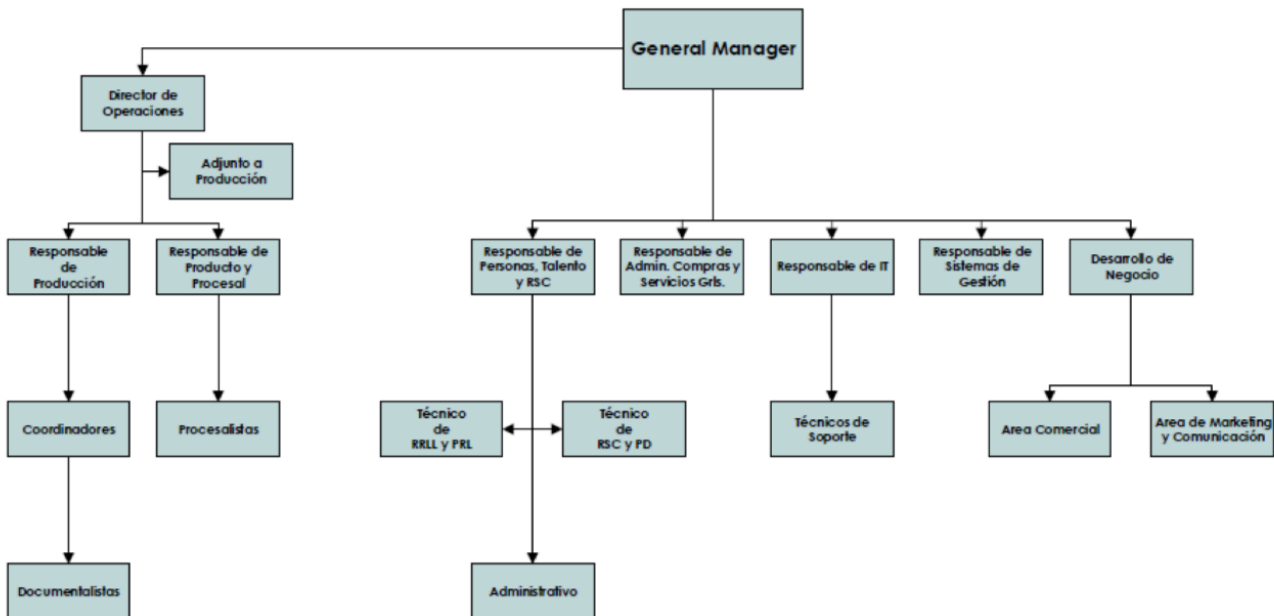 General Manager
Director de
Operaciones
Adjunto a
Producción
Responsable
de
Producción
Responsable de
Producto y
Procesal
Responsable de
Personas, Talento
y RSC
Responsable de
Admin. Compras y
Servicios Grls.
Responsable de IT
Responsable de
Sistemas de
Gestión
Desarrollo de
Negocio
Coordinadores
Procesalistas
Técnico
de
RRLL y PRL
Técnico
de
RSC y PD
Técnicos de
Soporte
Area Comercial
Area de Marketing
y Comunicación
Documentalistas
Administrativo